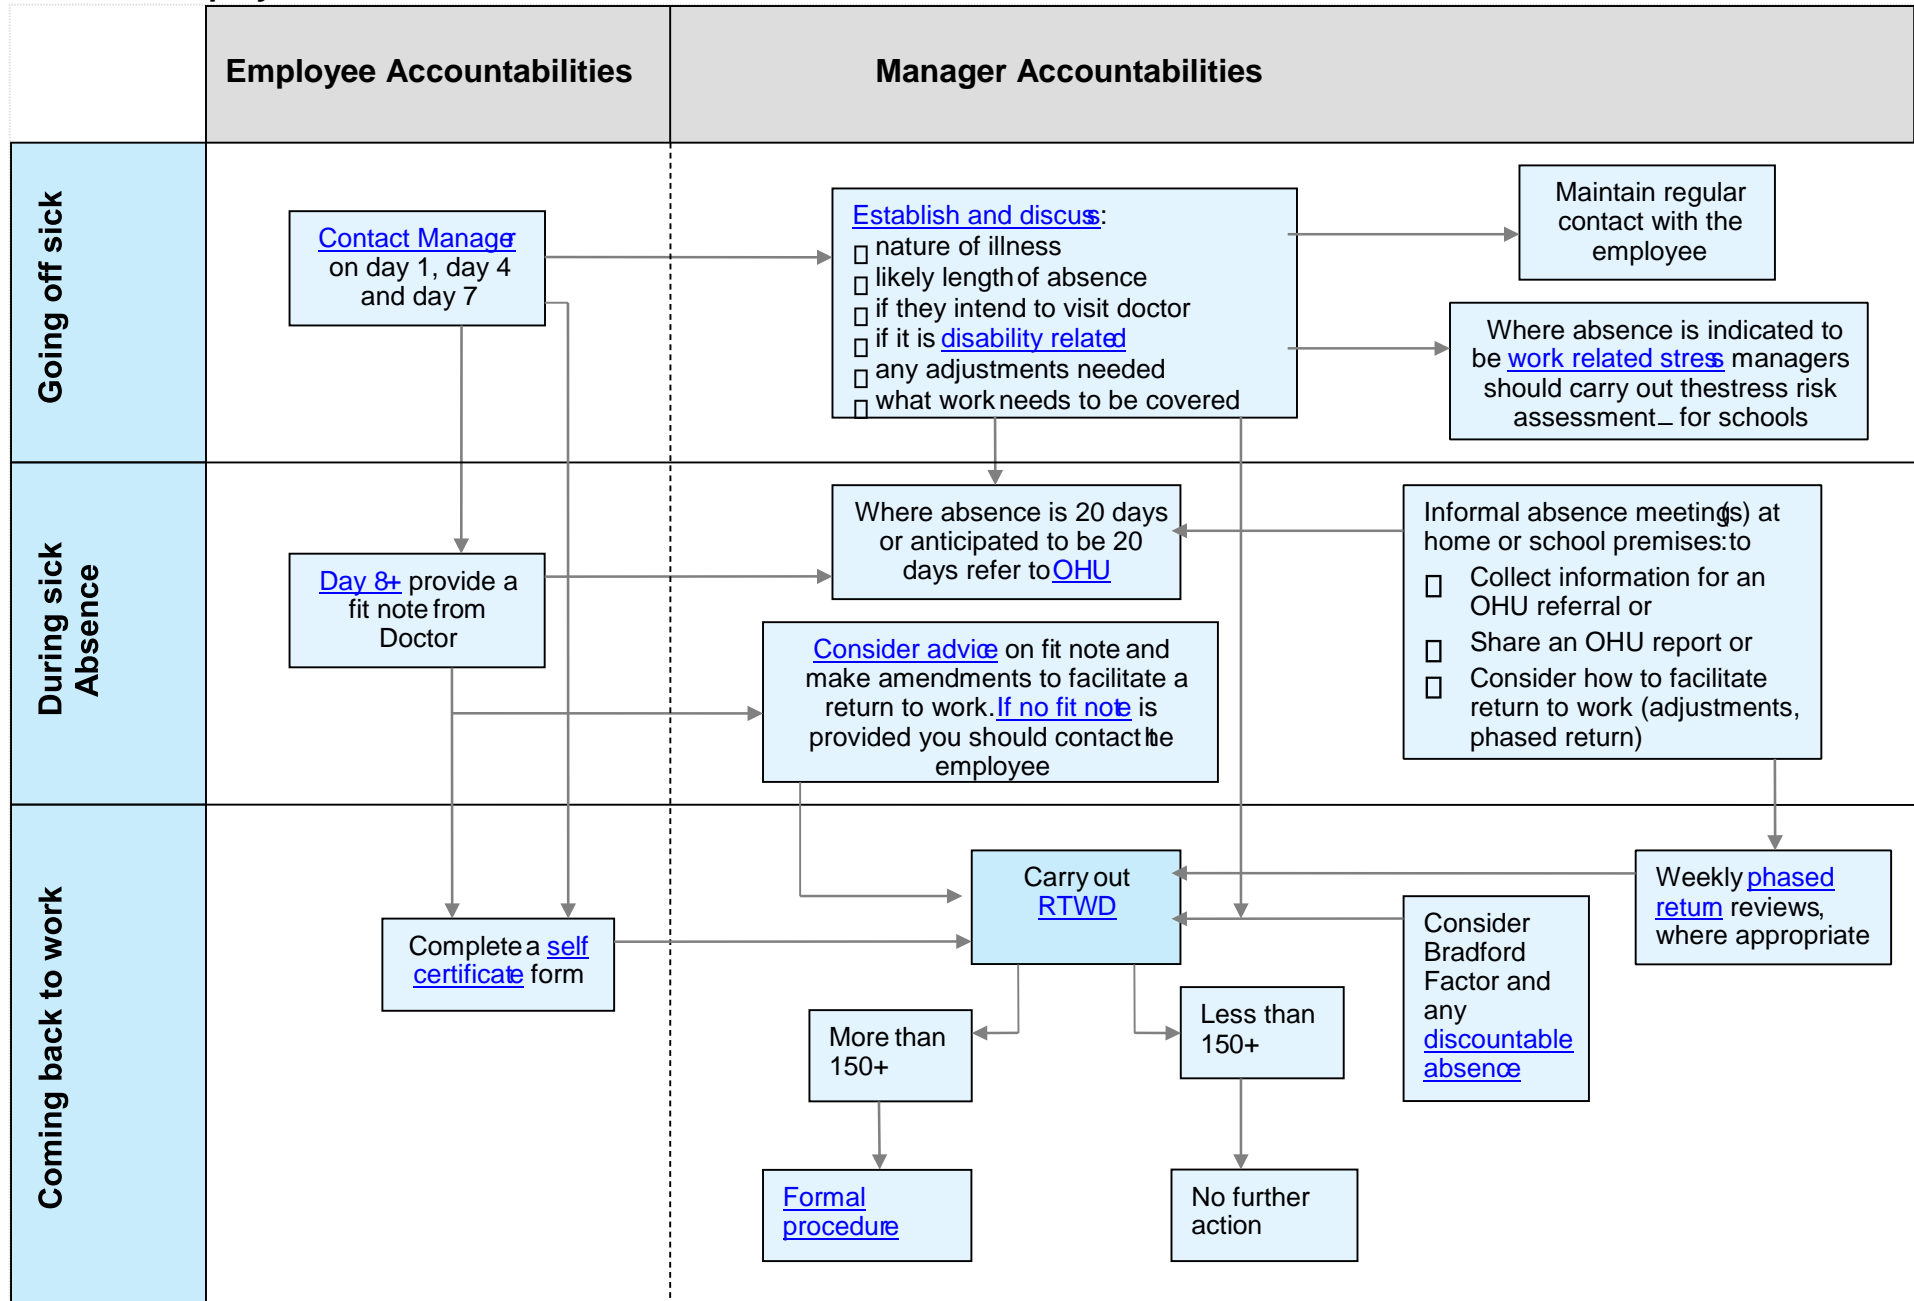 Employee Accountabilities
Manager Accountabilities
Going off sick
Contact Manager
on day 1, day 4
and day 7
Establish and discuss:
nature of illness
likely length of absence
if they intend to visit doctor
if it is disability related
any adjustments needed
what work needs to be covered
Maintain regular
contact with the
employee
Where absence is indicated to
be work related stress managers
should carry out thestress risk
assessment – for schools
During sick
Absence
Day 8+ provide a
fit note from
Doctor
Where absence is 20 days
or anticipated to be 20
days refer to OHU
Consider advice on fit note and
make amendments to facilitate a
return to work. If no fit note is
provided you should contact the
employee
Informal absence meeting(s) at
home or school premises:to
Collect information for an
OHU referral or
Share an OHU report or
Consider how to facilitate
return to work (adjustments,
phased return)
Coming back to work
Complete a self
certificate form
Carry out
RTWD
Weekly phased
return reviews,
where appropriate
Consider
Bradford
Factor and
any
discountable
absence
More than
150+
Less than
150+
Formal
procedure
No further
action